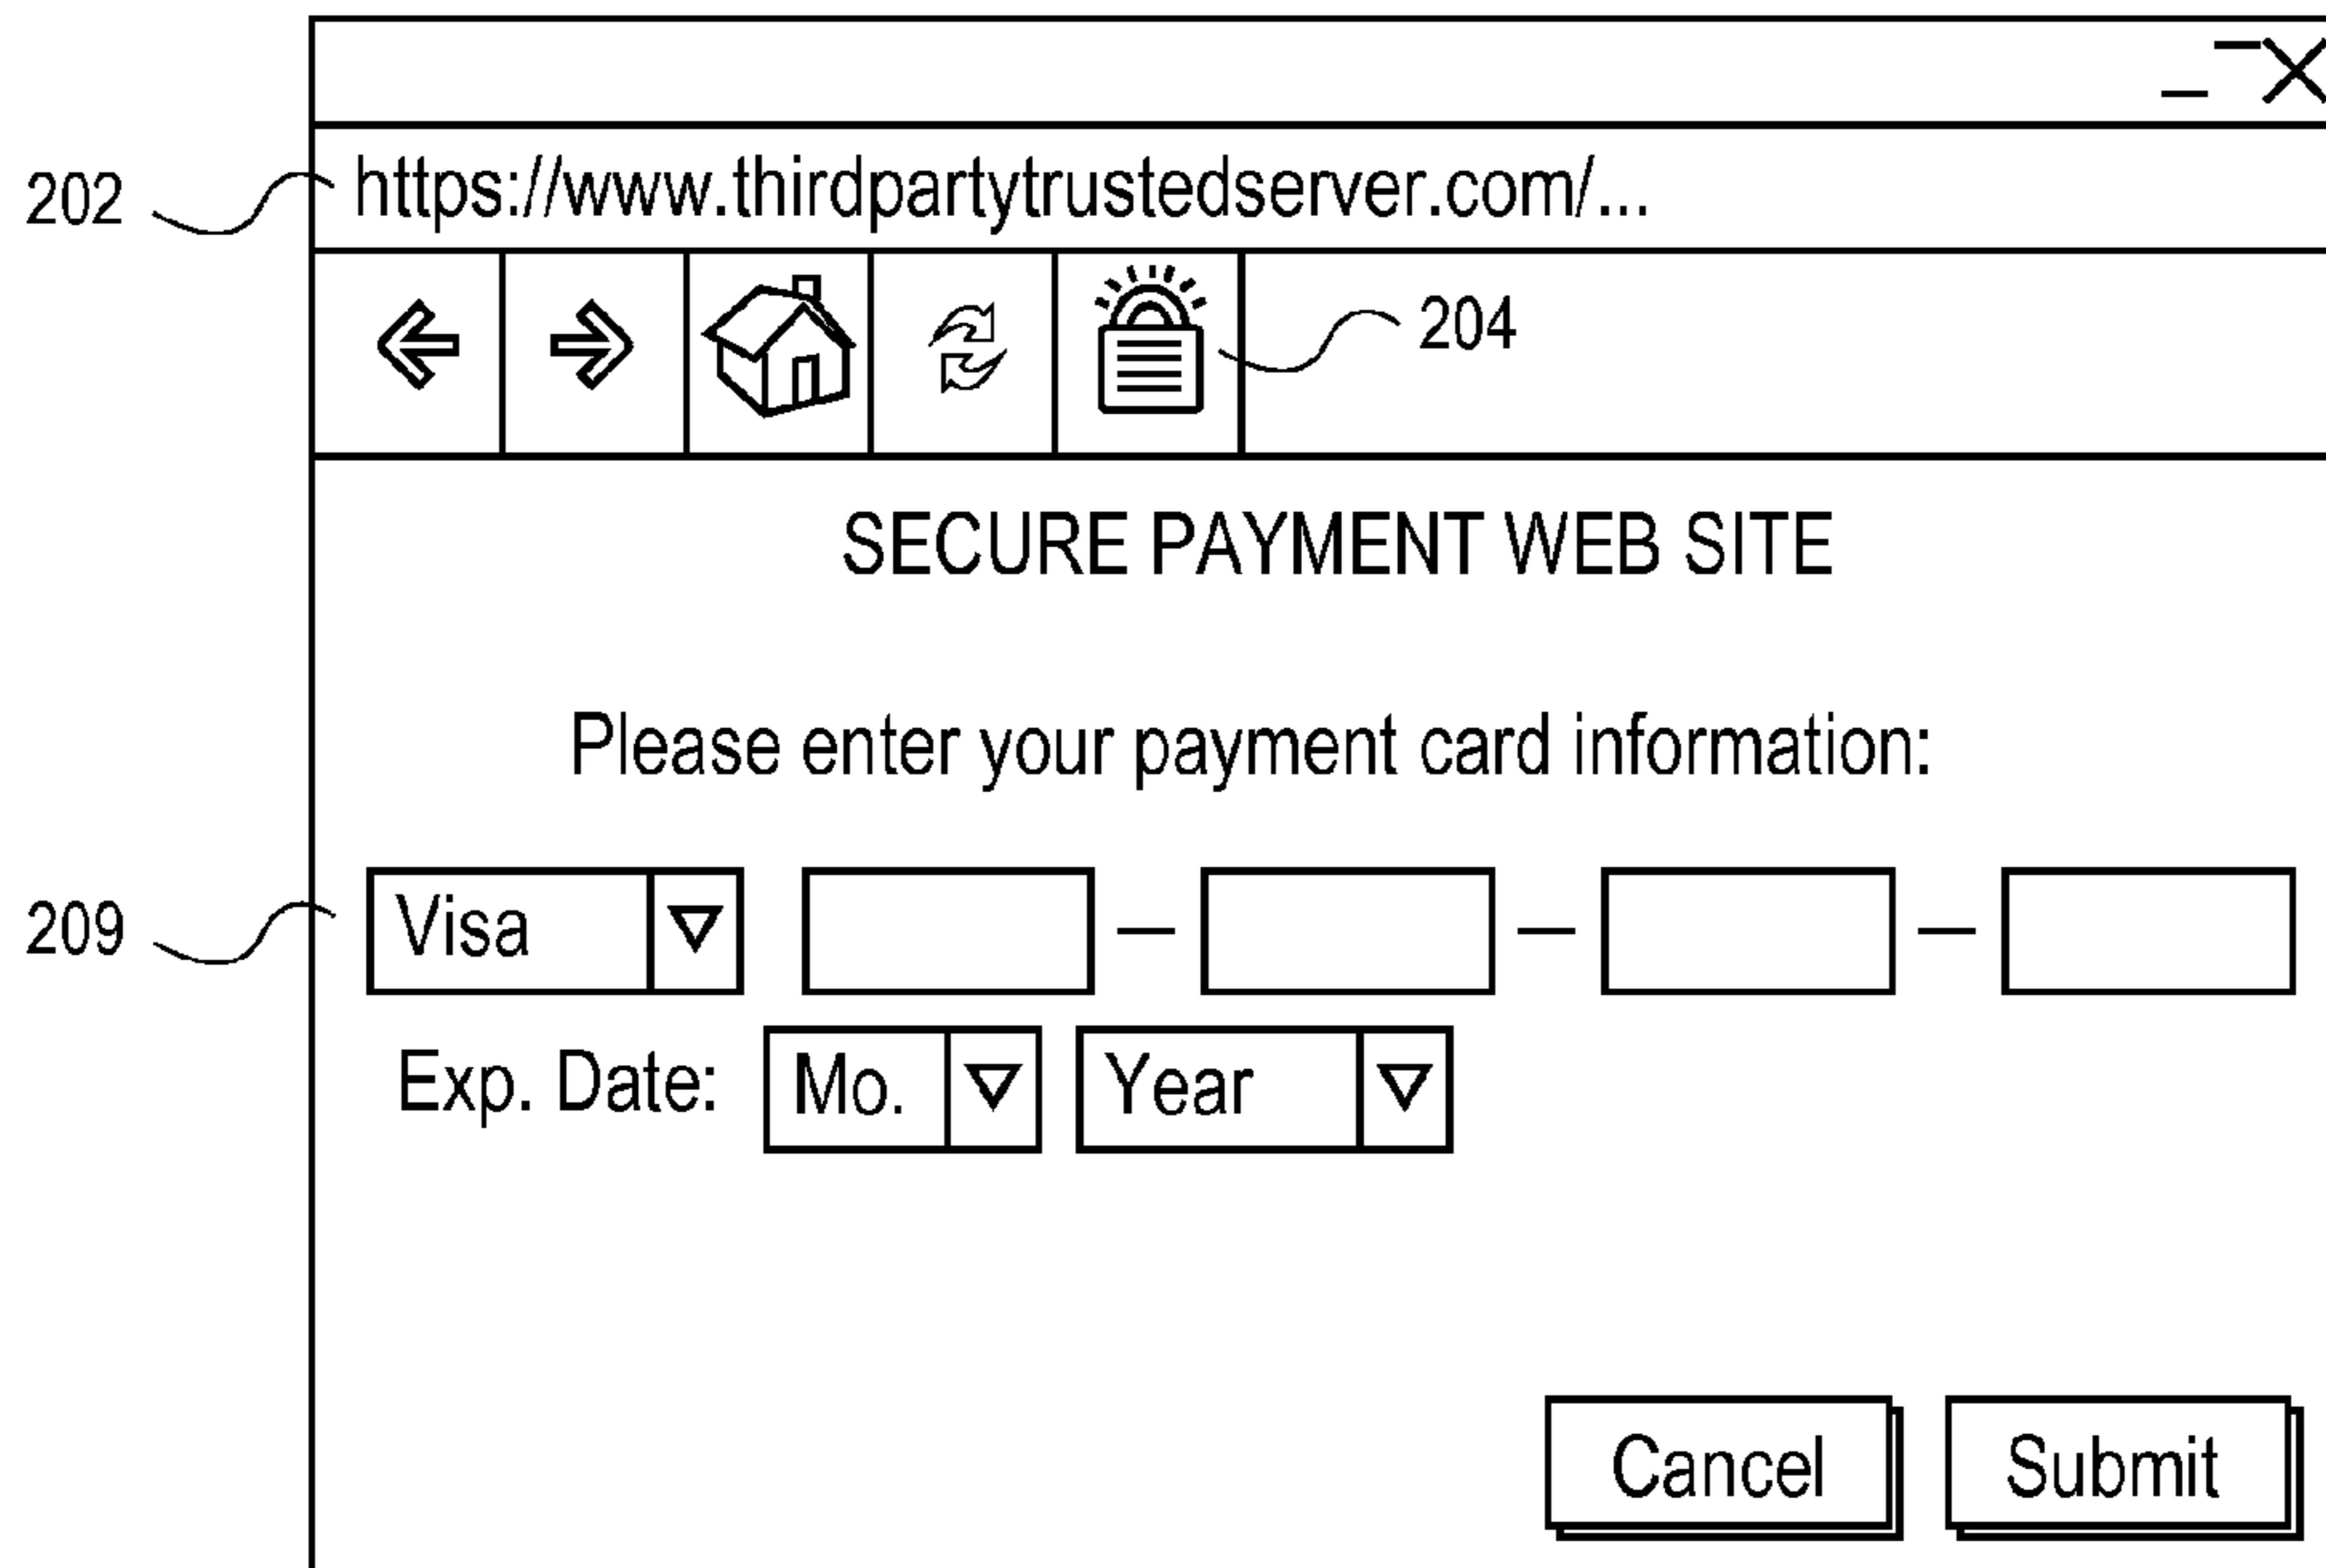 202
https://www.thirdpartytrustedserver.com/...
204
SECURE PAYMENT WEB SITE
Please enter your payment card information:
209
Visa
Exp. Date: Mo. Year
Cancel Submit